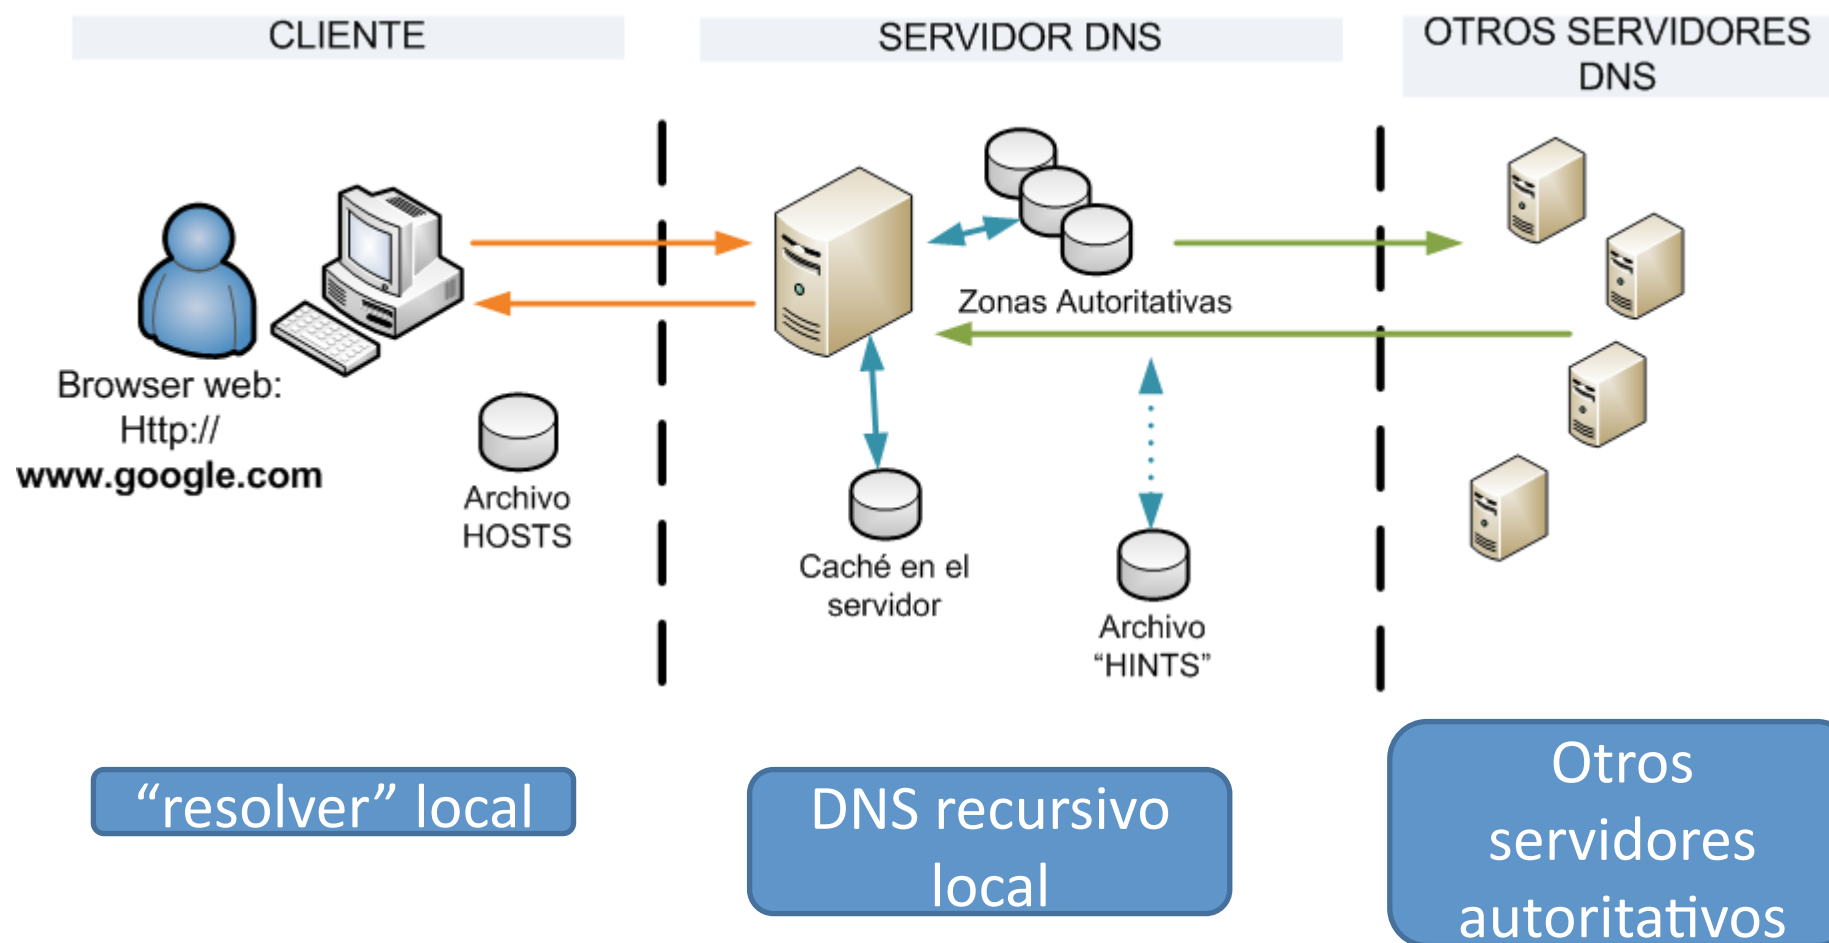 CLIENTE
SERVIDOR DNS
OTROS SERVIDORES
DNS
Browser web:
Http://
www.google.com
Archivo
HOSTS
Zonas Autoritativas
Caché en el
servidor
Archivo
“HINTS”
“resolver” local
DNS recursivo
local
Otros
servidores
autoritativos